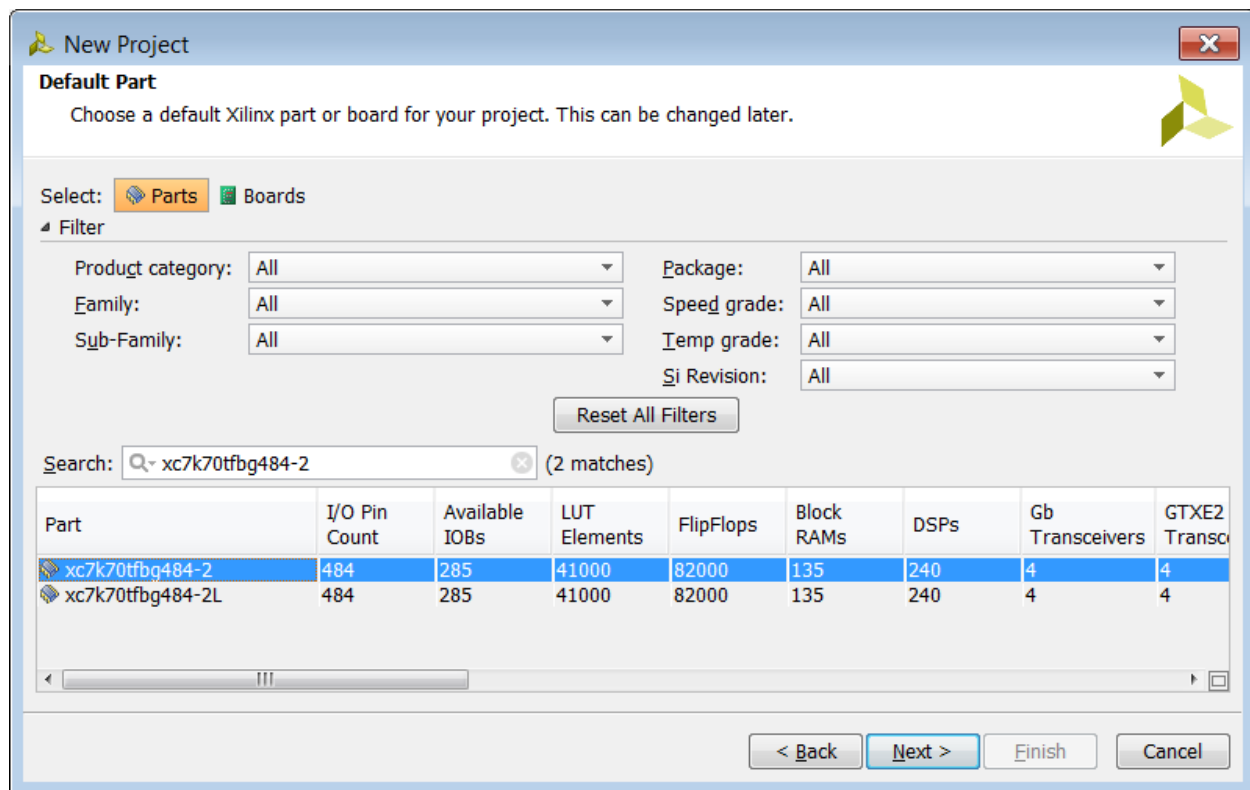 New Project
Default Part
Choose a default Xilinx part or board for your project. This can be changed later.
Select: Parts Boards
Filter
Product category: All Package: All
Family: All Speed grade: All
Sub-Family: All Temp grade: All
Si Revision: All
Reset All Filters
Search: xc7k70tfbg484-2 (2 matches)
Part I/O Pin Count Available IOBs LUT Elements FlipFlops Block RAMs DSPs Gb Transceivers GTXE2 Transc
xc7k70tfbg484-2 484 285 41000 82000 135 240 4 4
xc7k70tfbg484-2L 484 285 41000 82000 135 240 4 4
< Back Next > Finish Cancel